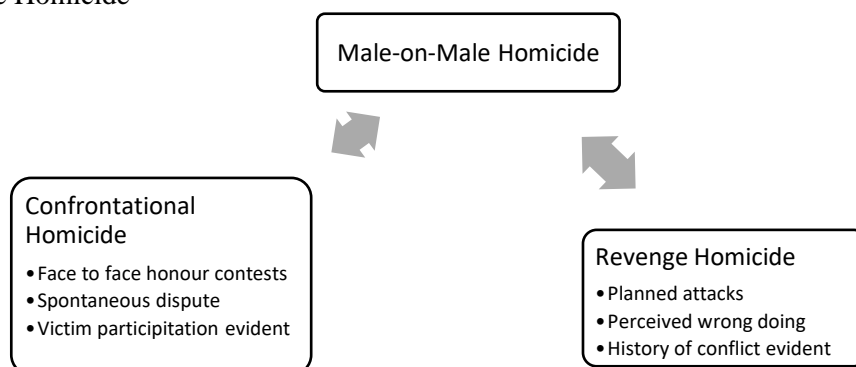 Homicide
Male-on-Male Homicide
Confrontational
Homicide
•Face to face honour contests
•Spontaneous dispute
•Victim participitation evident
Revenge Homicide
•Planned attacks
•Perceived wrong doing
•History of conflict evident